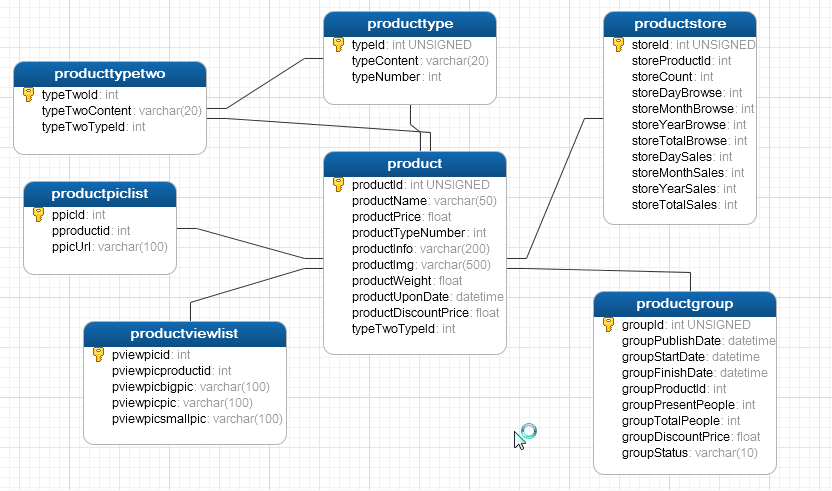 producttype
typeId: int UNSIGNED
typeContent: varchar(20)
typeNumber: int
productstore
storeId: int UNSIGNED
storeProductId: int
storeCount: int
storeDayBrowse: int
storeMonthBrowse: int
storeYearBrowse: int
storeTotalBrowse: int
storeDaySales: int
storeMonthSales: int
storeYearSales: int
storeTotalSales: int
producttypetwo
typeTwoId: int
typeTwoContent: varchar(20)
typeTwoTypeId: int
product
productId: int UNSIGNED
productName: varchar(50)
productPrice: float
productTypeNumber: int
productInfo: varchar(200)
productImg: varchar(500)
productWeight: float
productUponDate: datetime
productDiscountPrice: float
typeTwoTypeId: int
productpiclist
ppicId: int
pproductid: int
ppicUrl: varchar(100)
productgroup
groupId: int UNSIGNED
groupPublishDate: datetime
groupStartDate: datetime
groupFinishDate: datetime
groupProductId: int
groupPresentPeople: int
groupTotalPeople: int
groupDiscountPrice: float
groupStatus: varchar(10)
productviewlist
pviewpicid: int
pviewpicproductid: int
pviewpicbigpic: varchar(100)
pviewpicpic: varchar(100)
pviewpicsmallpic: varchar(100)